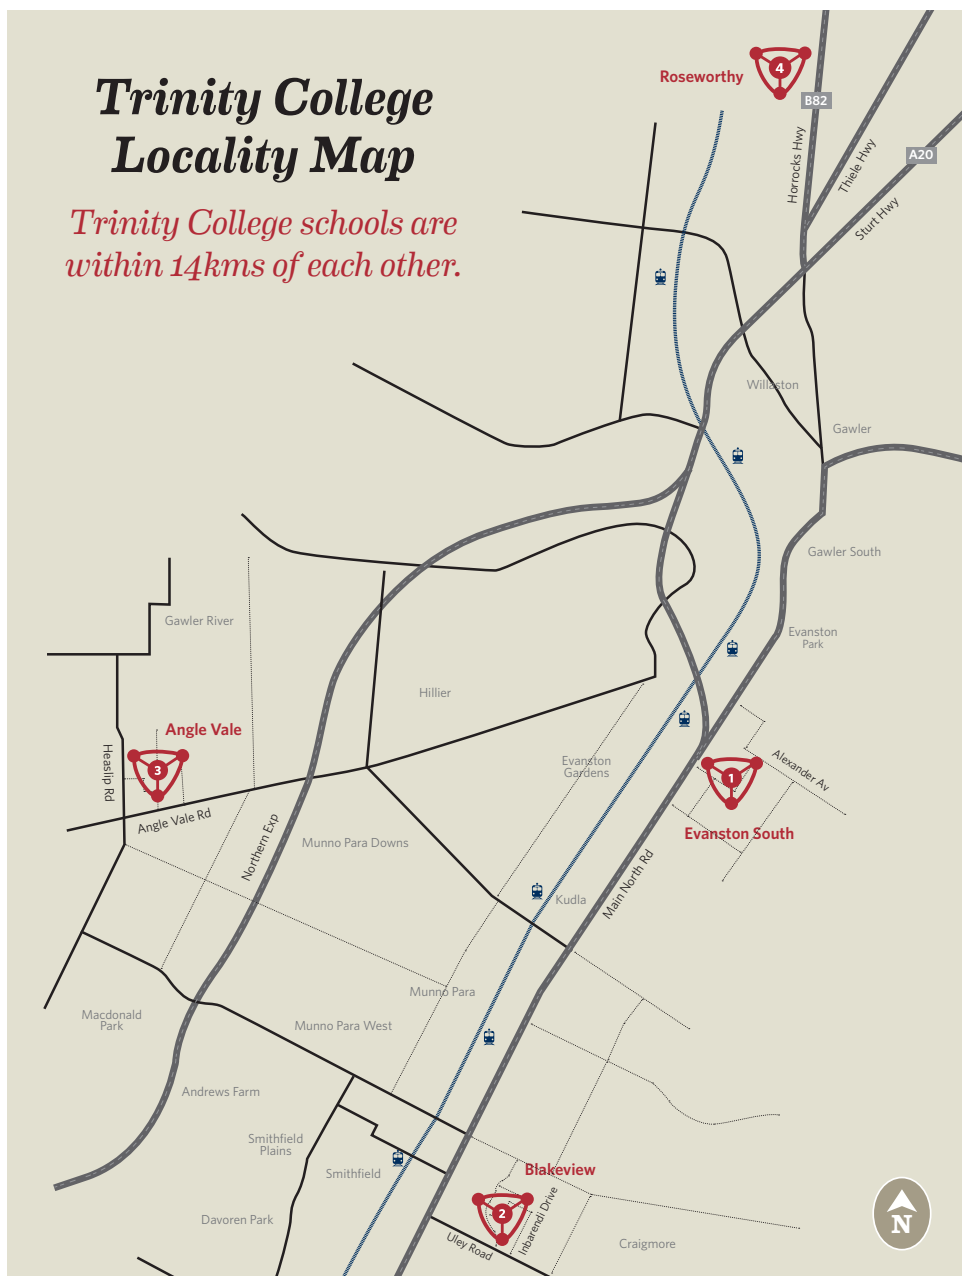 Trinity College
Locality Map
Trinity College schools are
within 14kms of each other.
Roseworthy
4
B82
A20
Horrocks Hwy
Thiele Hwy
Sturt Hwy
Willaston
Gawler
Gawler South
Gawler River
Evanston
Park
Hillier
Angle Vale
3
Heaslip Rd
Angle Vale Rd
Evanston
Gardens
Alexander Av
1
Evanston South
Northern Exp
Munno Para Downs
Main North Rd
Kudla
Munno Para
Macdonald
Park
Munno Para West
Andrews Farm
Smithfield
Plains
Smithfield
Blakeview
2
Inbarendi Drive
Davoren Park
Uley Road
Craigmore
N